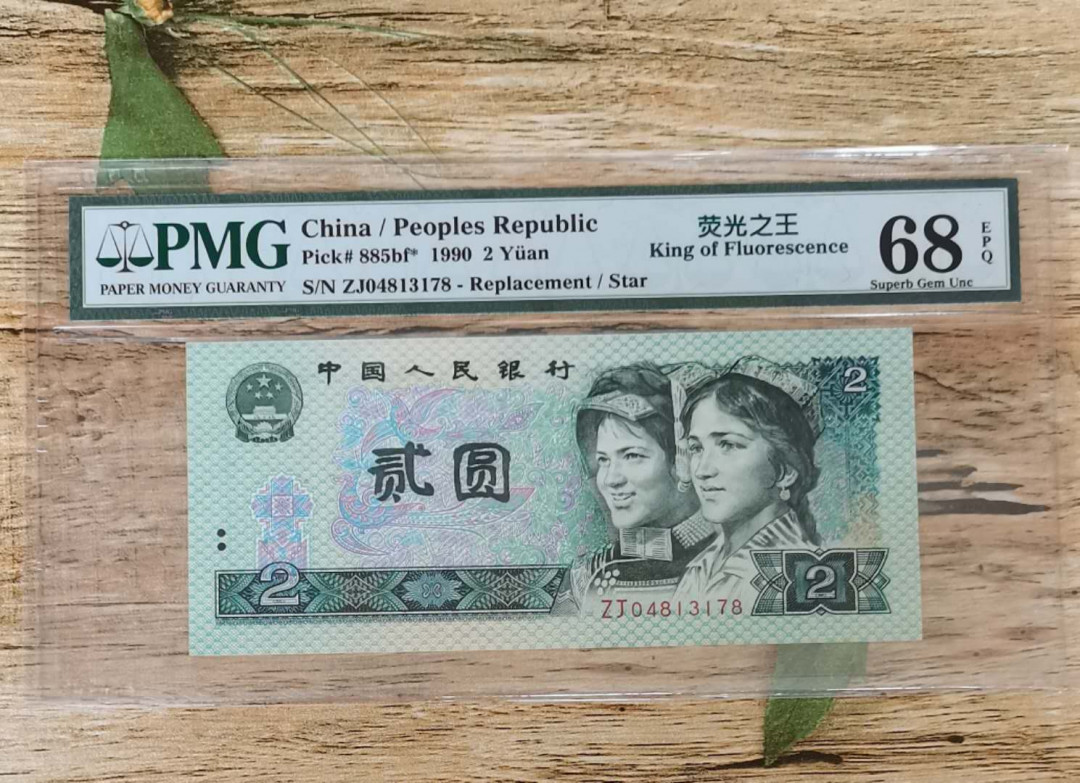 PMG
PAPER MONEY GUARANTY
China / Peoples Republic
Pick# 885bf* 1990 2 Yüan
S/N ZJ04813178 - Replacement / Star
荧光之王
King of Fluorescence
68
EPQ
Superb Gem Unc
中国人民银行
2
贰圆
2
ZJ04813178
2